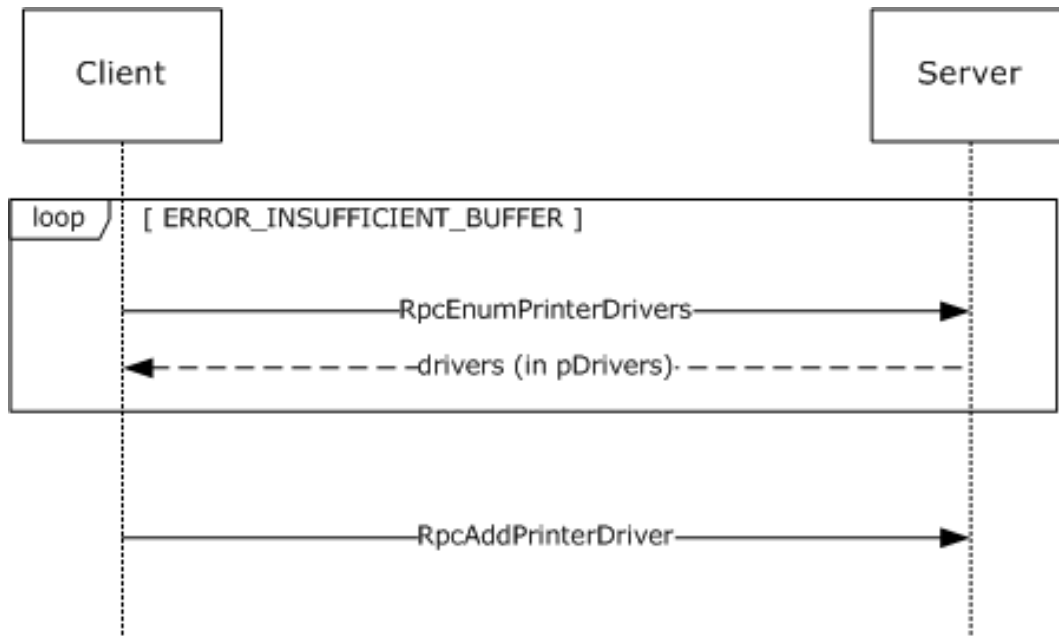 Client
Server
loop
[ ERROR_INSUFFICIENT_BUFFER ]
RpcEnumPrinterDrivers
drivers (in pDrivers)
RpcAddPrinterDriver